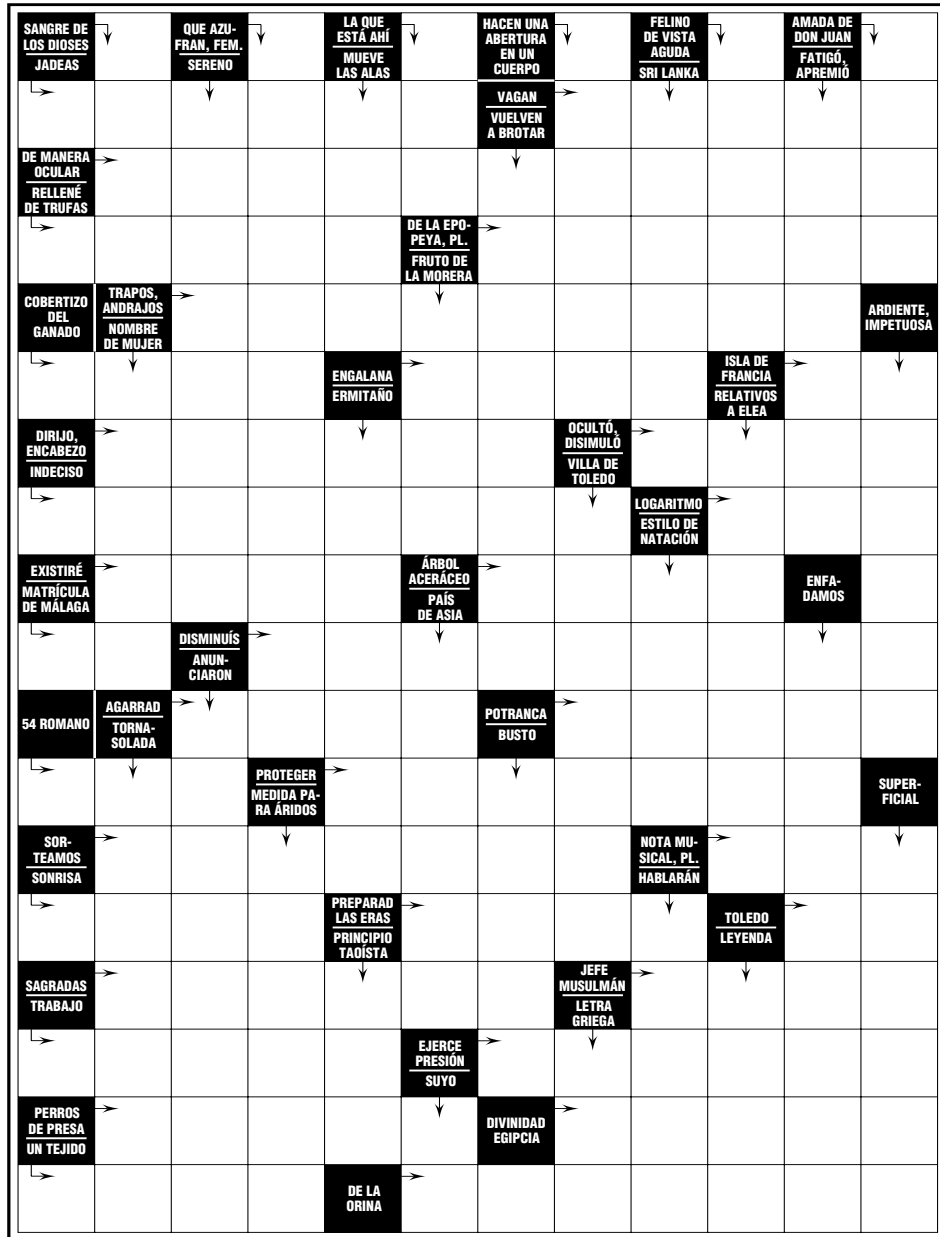 SANGRE DE
LOS DIOSES
JADEAS
QUE AZU-
FRAN, FEM.
SERENO
LA QUE
ESTÁ AHÍ
MUEVE
LAS ALAS
HACEN UNA
ABERTURA
EN UN
CUERPO
FELINO
DE VISTA
AGUDA
SRI LANKA
AMADA DE
DON JUAN
FATIGÓ,
APREMIÓ
VAGAN
VUELVEN
A BROTAR
DE MANERA
OCULAR
RELLENÉ
DE TRUFAS
DE LA EPO-
PEYA, PL.
FRUTO DE
LA MORERA
COBERTIZO
DEL
GANADO
TRAPOS,
ANDRAJOS
NOMBRE
DE MUJER
ARDIENTE,
IMPETUOSA
ENGALANA
ERMITAÑO
ISLA DE
FRANCIA
RELATIVOS
A ELEA
DIRIJO,
ENCABEZO
INDECISO
OCULTÓ,
DISIMULÓ
VILLA DE
TOLEDO
LOGARITMO
ESTILO DE
NATACIÓN
EXISTIRÉ
MATRÍCULA
DE MÁLAGA
ÁRBOL
ACERÁCEO
PAÍS
DE ASIA
ENFA-
DAMOS
DISMINUÍS
ANUN-
CIARON
54 ROMANO
AGARRAD
TORNA-
SOLADA
POTRANCA
BUSTO
PROTEGER
MEDIDA PA-
RA ÁRIDOS
SUPER-
FICIAL
SOR-
TEAMOS
SONRISA
NOTA MU-
SICAL, PL.
HABLARÁN
PREPARAD
LAS ERAS
PRINCIPIO
TAOÍSTA
TOLEDO
LEYENDA
SAGRADAS
TRABAJO
JEFE
MUSULMÁN
LETRA
GRIEGA
EJERCE
PRESIÓN
SUYO
PERROS
DE PRESA
UN TEJIDO
DIVINIDAD
EGIPCIA
DE LA
ORINA